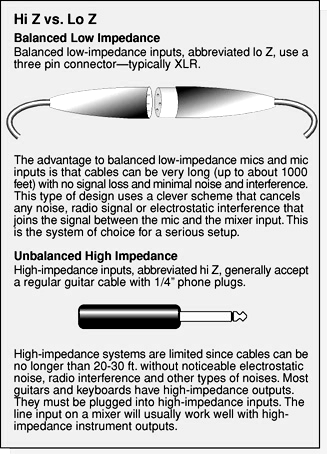 Hi Z vs. Lo Z
Balanced Low Impedance
Balanced low-impedance inputs, abbreviated lo Z, use a
three pin connector—typically XLR.
The advantage to balanced low-impedance mics and mic
inputs is that cables can be very long (up to about 1000
feet) with no signal loss and minimal noise and interference.
This type of design uses a clever scheme that cancels
any noise, radio signal or electrostatic interference that
joins the signal between the mic and the mixer input. This
is the system of choice for a serious setup.
Unbalanced High Impedance
High-impedance inputs, abbreviated hi Z, generally accept
a regular guitar cable with 1/4" phone plugs.
High-impedance systems are limited since cables can be
no longer than 20-30 ft. without noticeable electrostatic
noise, radio interference and other types of noises. Most
guitars and keyboards have high-impedance outputs.
They must be plugged into high-impedance inputs. The
line input on a mixer will usually work well with high-
impedance instrument outputs.